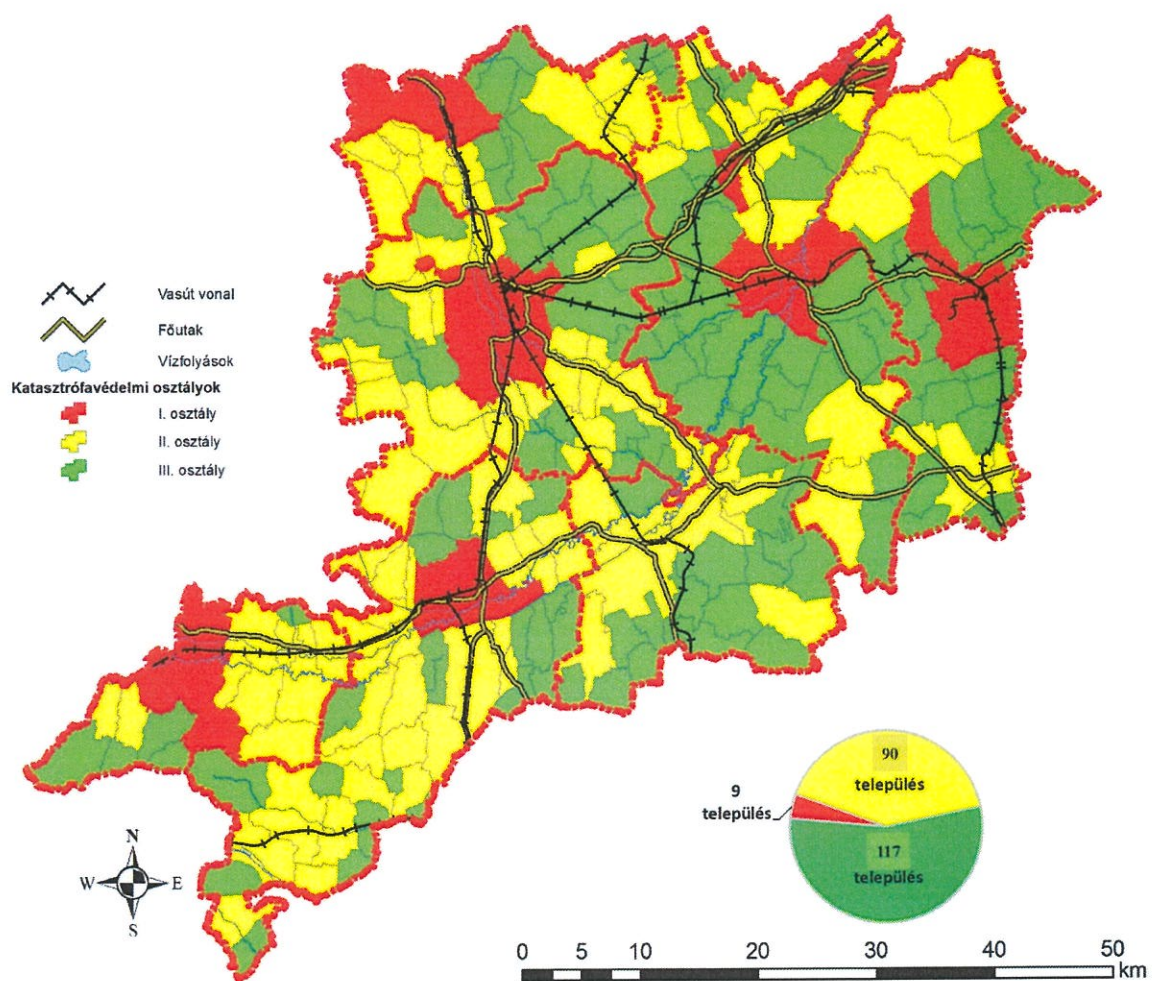 Vasút vonal
Főutak
Vízfolyások
Katasztrófavédelmi osztályok
I. osztály
II. osztály
III. osztály
90
település
9
település
117
település
N
W E
S
0 5 10 20 30 40 50
km